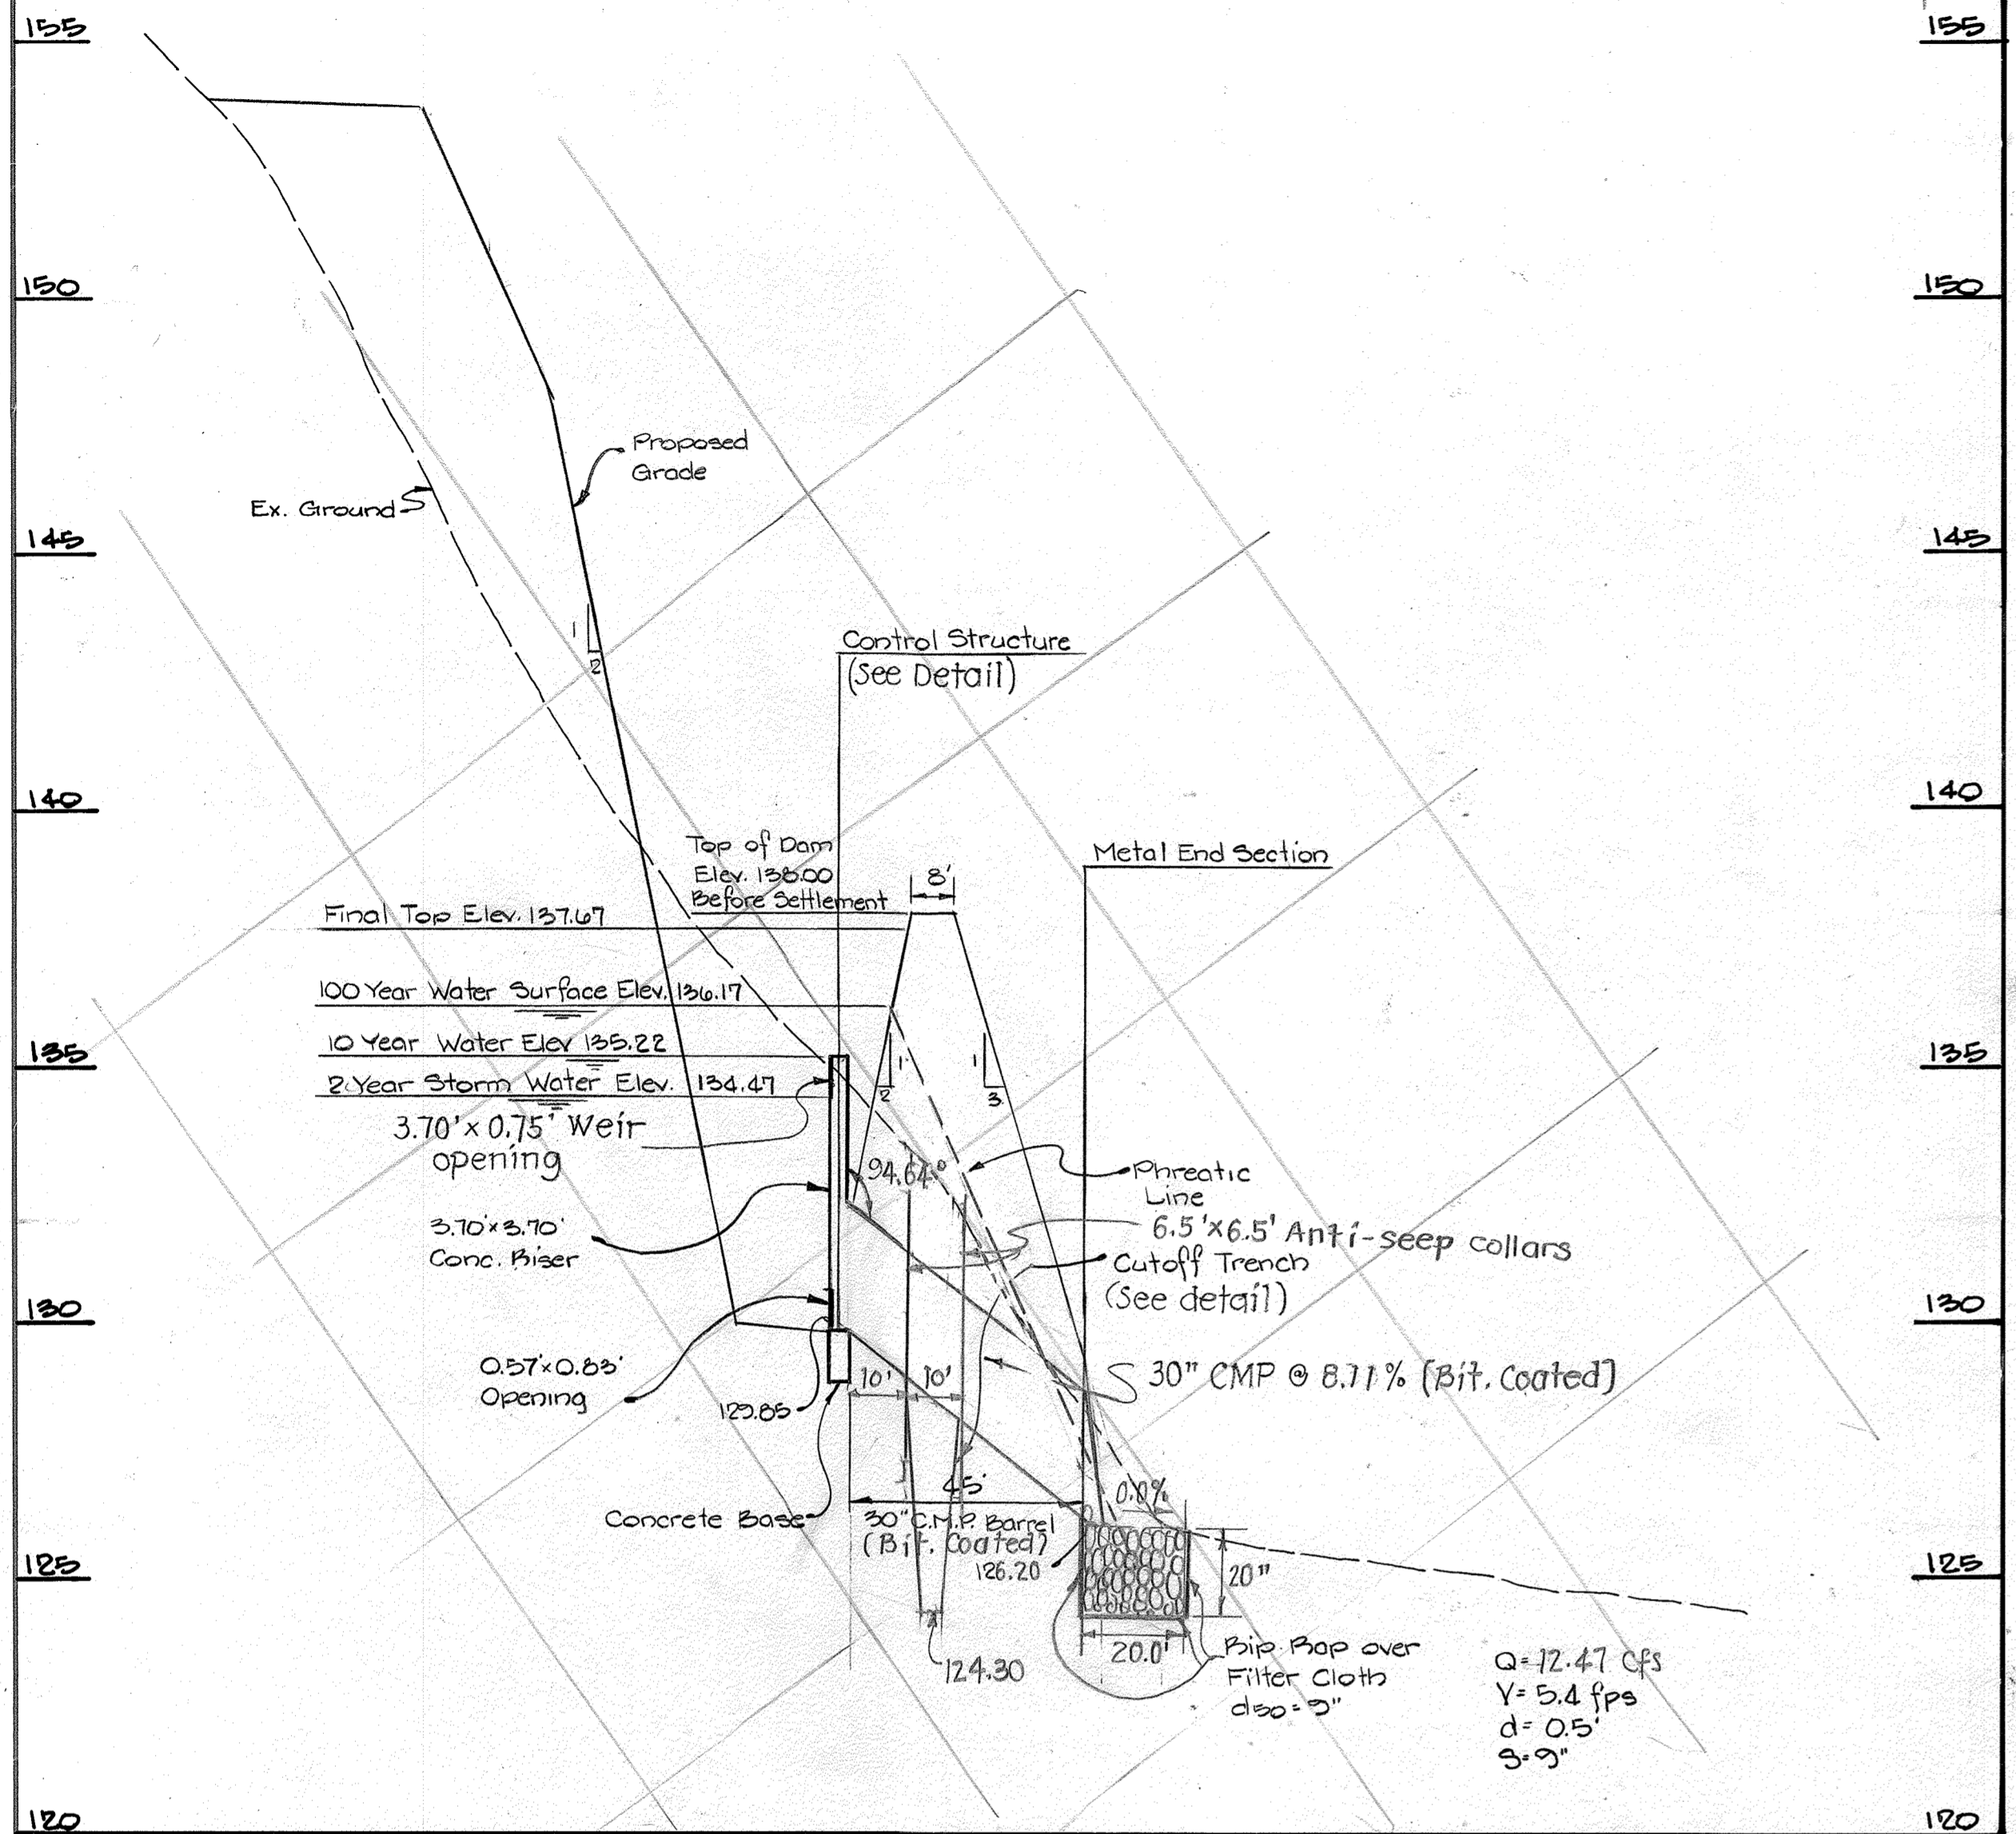 155
155
150
150
Proposed
Grade
Ex. Ground
145
145
1
2
Control Structure
(See Detail)
140
140
Top of Dam
Elev. 138.00
Before Settlement
8'
Metal End Section
Final Top Elev. 137.67
100 Year Water Surface Elev. 136.17
10 Year Water Elev 135.22
135
135
2 Year Storm Water Elev. 134.47
1
2
1
3
3.70' x 0.75' Weir
opening
94.64°
Phreatic
Line
6.5' x 6.5' Anti-seep collars
3.70' x 3.70'
Conc. Riser
Cutoff Trench
(See detail)
130
130
0.57' x 0.83'
Opening
129.85
10'
10'
30" CMP @ 8.11% (Bit. Coated)
45'
0.0%
Concrete Base
30" C.M.P. Barrel
(Bit. Coated)
126.20
125
125
20"
20.0'
124.30
Rip Rap over
Filter Cloth
d50 = 9"
Q = 12.47 cfs
V = 5.4 fps
d = 0.5'
S = 9"
120
120